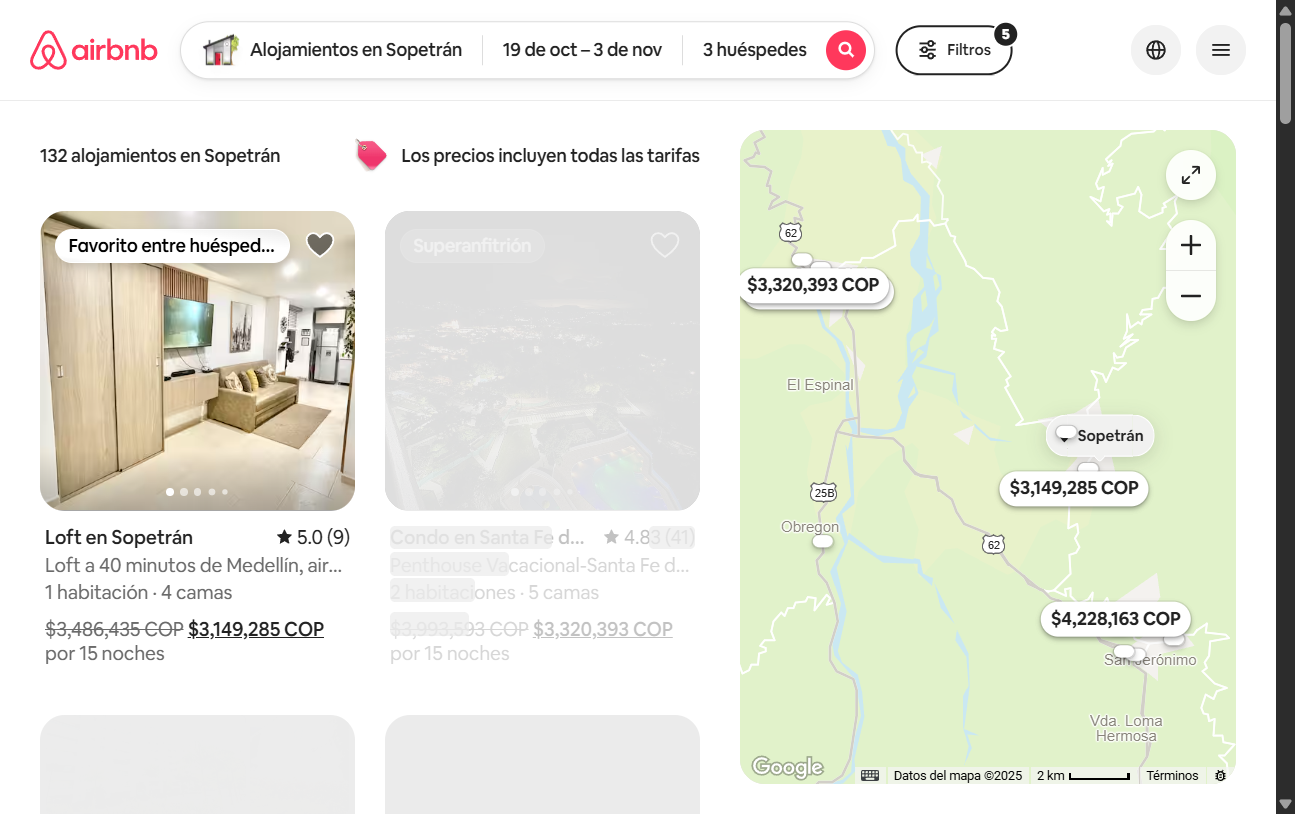 airbnb
Alojamientos en Sopetrán
19 de oct – 3 de nov
3 huéspedes
Filtros
5
132 alojamientos en Sopetrán
Los precios incluyen todas las tarifas
Favorito entre huésped...
Loft en Sopetrán
5.0 (9)
Loft a 40 minutos de Medellín, air...
1 habitación · 4 camas
$3,486,435 COP $3,149,285 COP
por 15 noches
Superanfitrión
Condo en Santa Fe d...
4.83 (41)
Penthouse Vacacional-Santa Fe d...
2 habitaciones · 5 camas
$3,993,593 COP $3,320,393 COP
por 15 noches
62
$3,320,393 COP
El Espinal
Sopetrán
$3,149,285 COP
25B
Obregon
62
$4,228,163 COP
San Jerónimo
Vda. Loma
Hermosa
Google
Datos del mapa ©2025
2 km
Términos